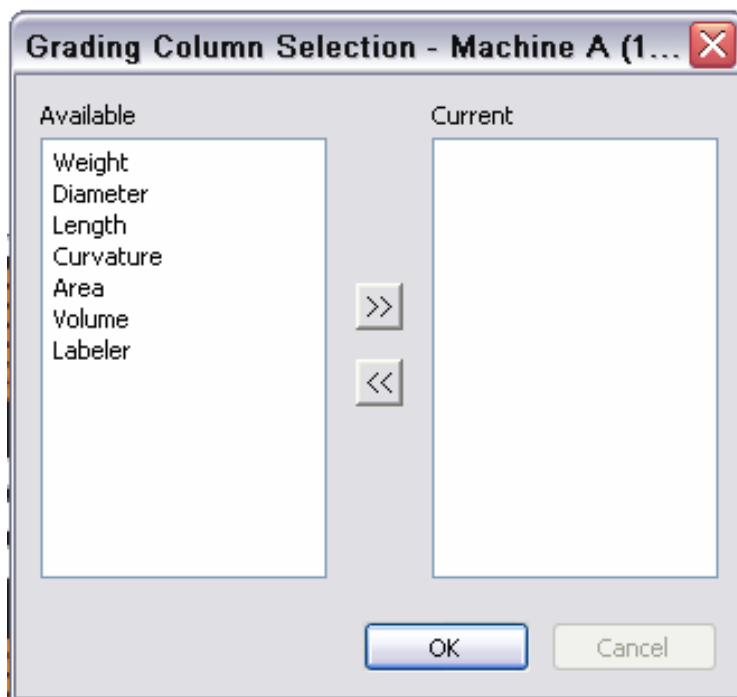 Grading Column Selection - Machine A (1...
Available
Current
Weight
Diameter
Length
Curvature
Area
Volume
Labeler
>>
<<
OK
Cancel